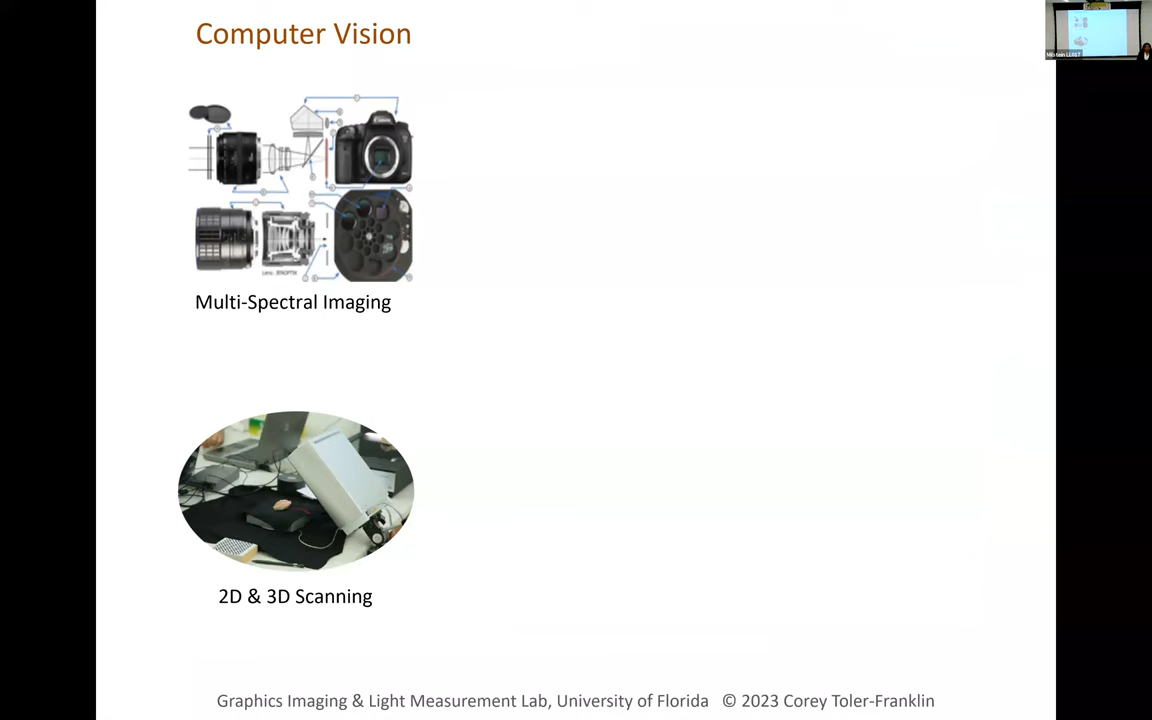 Computer Vision
Multi-Spectral Imaging
2D & 3D Scanning
Graphics Imaging & Light Measurement Lab, University of Florida © 2023 Corey Toler-Franklin